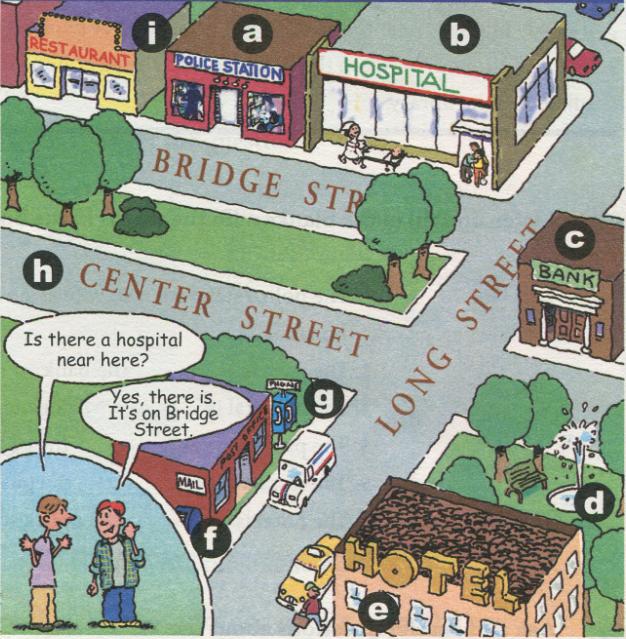 i
a
b
RESTAURANT
POLICE STATION
HOSPITAL
BRIDGE STR
c
BANK
h
CENTER STREET
LONG STREET
Is there a hospital
near here?
Yes, there is.
It's on Bridge
Street.
PHONE
g
POST OFFICE
MAIL
f
d
HOTEL
e